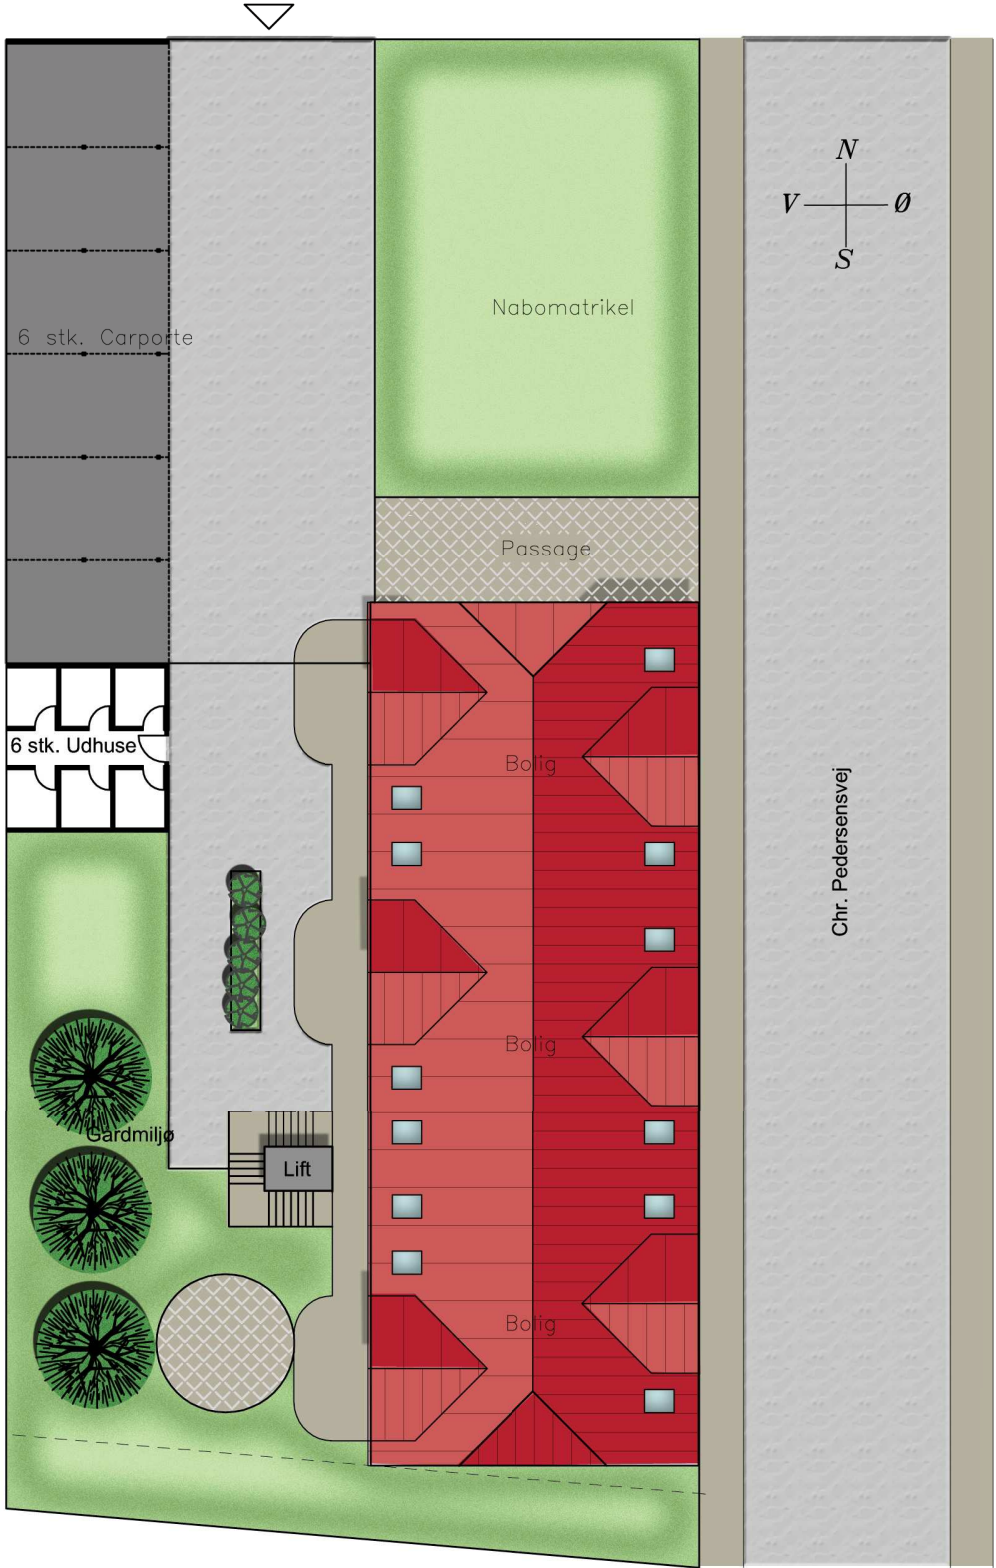 N
V Ø
S
Nabomatrikel
6 stk. Carporte
Passage
6 stk. Udhuse
Bolig
Chr. Pedersensvej
Bolig
Gardmiljø
Lift
Bolig